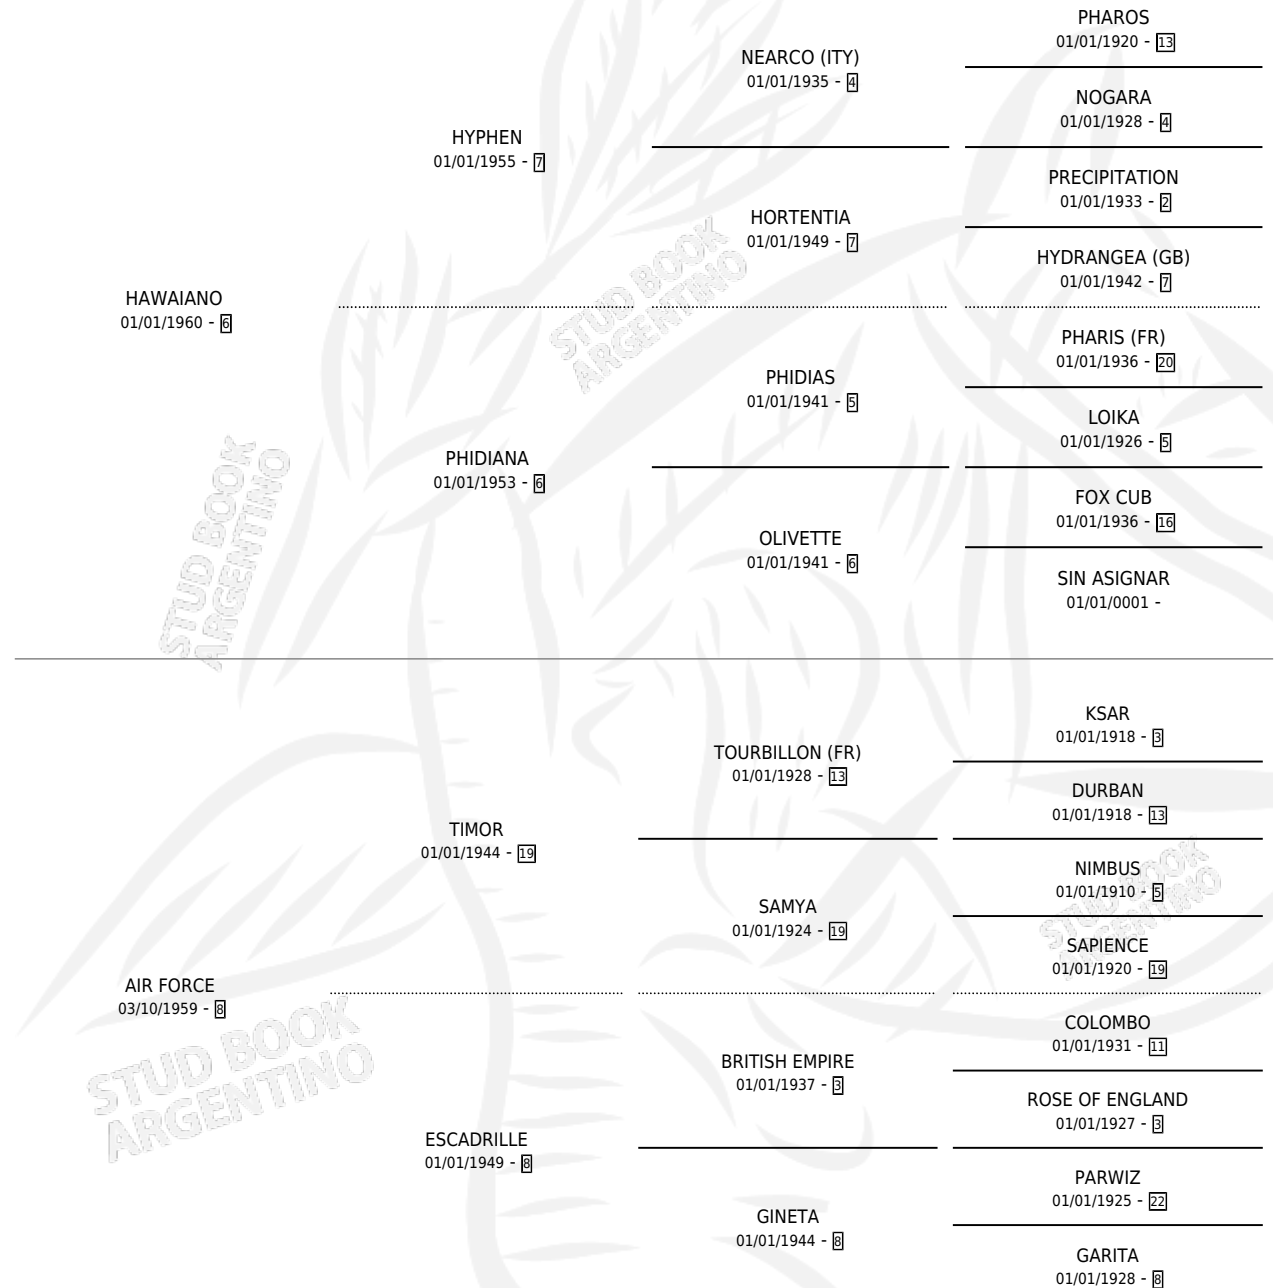 PHAROS
01/01/1920 - 13
NEARCO (ITY)
01/01/1935 - 4
NOGARA
01/01/1928 - 4
HYPHEN
01/01/1955 - 7
PRECIPITATION
01/01/1933 - 2
HORTENTIA
01/01/1949 - 7
HYDRANGEA (GB)
01/01/1942 - 7
HAWAIANO
01/01/1960 - 6
PHARIS (FR)
01/01/1936 - 20
PHIDIAS
01/01/1941 - 5
LOIKA
01/01/1926 - 5
PHIDIANA
01/01/1953 - 6
FOX CUB
01/01/1936 - 16
OLIVETTE
01/01/1941 - 6
SIN ASIGNAR
01/01/0001 -
KSAR
01/01/1918 - 3
TOURBILLON (FR)
01/01/1928 - 13
DURBAN
01/01/1918 - 13
TIMOR
01/01/1944 - 19
NIMBUS
01/01/1910 - 5
SAMYA
01/01/1924 - 19
SAPIENCE
01/01/1920 - 19
AIR FORCE
03/10/1959 - 8
COLOMBO
01/01/1931 - 11
BRITISH EMPIRE
01/01/1937 - 3
ROSE OF ENGLAND
01/01/1927 - 3
ESCADRILLE
01/01/1949 - 8
PARWIZ
01/01/1925 - 22
GINETA
01/01/1944 - 8
GARITA
01/01/1928 - 8
STUD BOOK
ARGENTINO
STUD BOOK
ARGENTINO
STUD BOOK
ARGENTINO
STUD BOOK
ARGENTINO